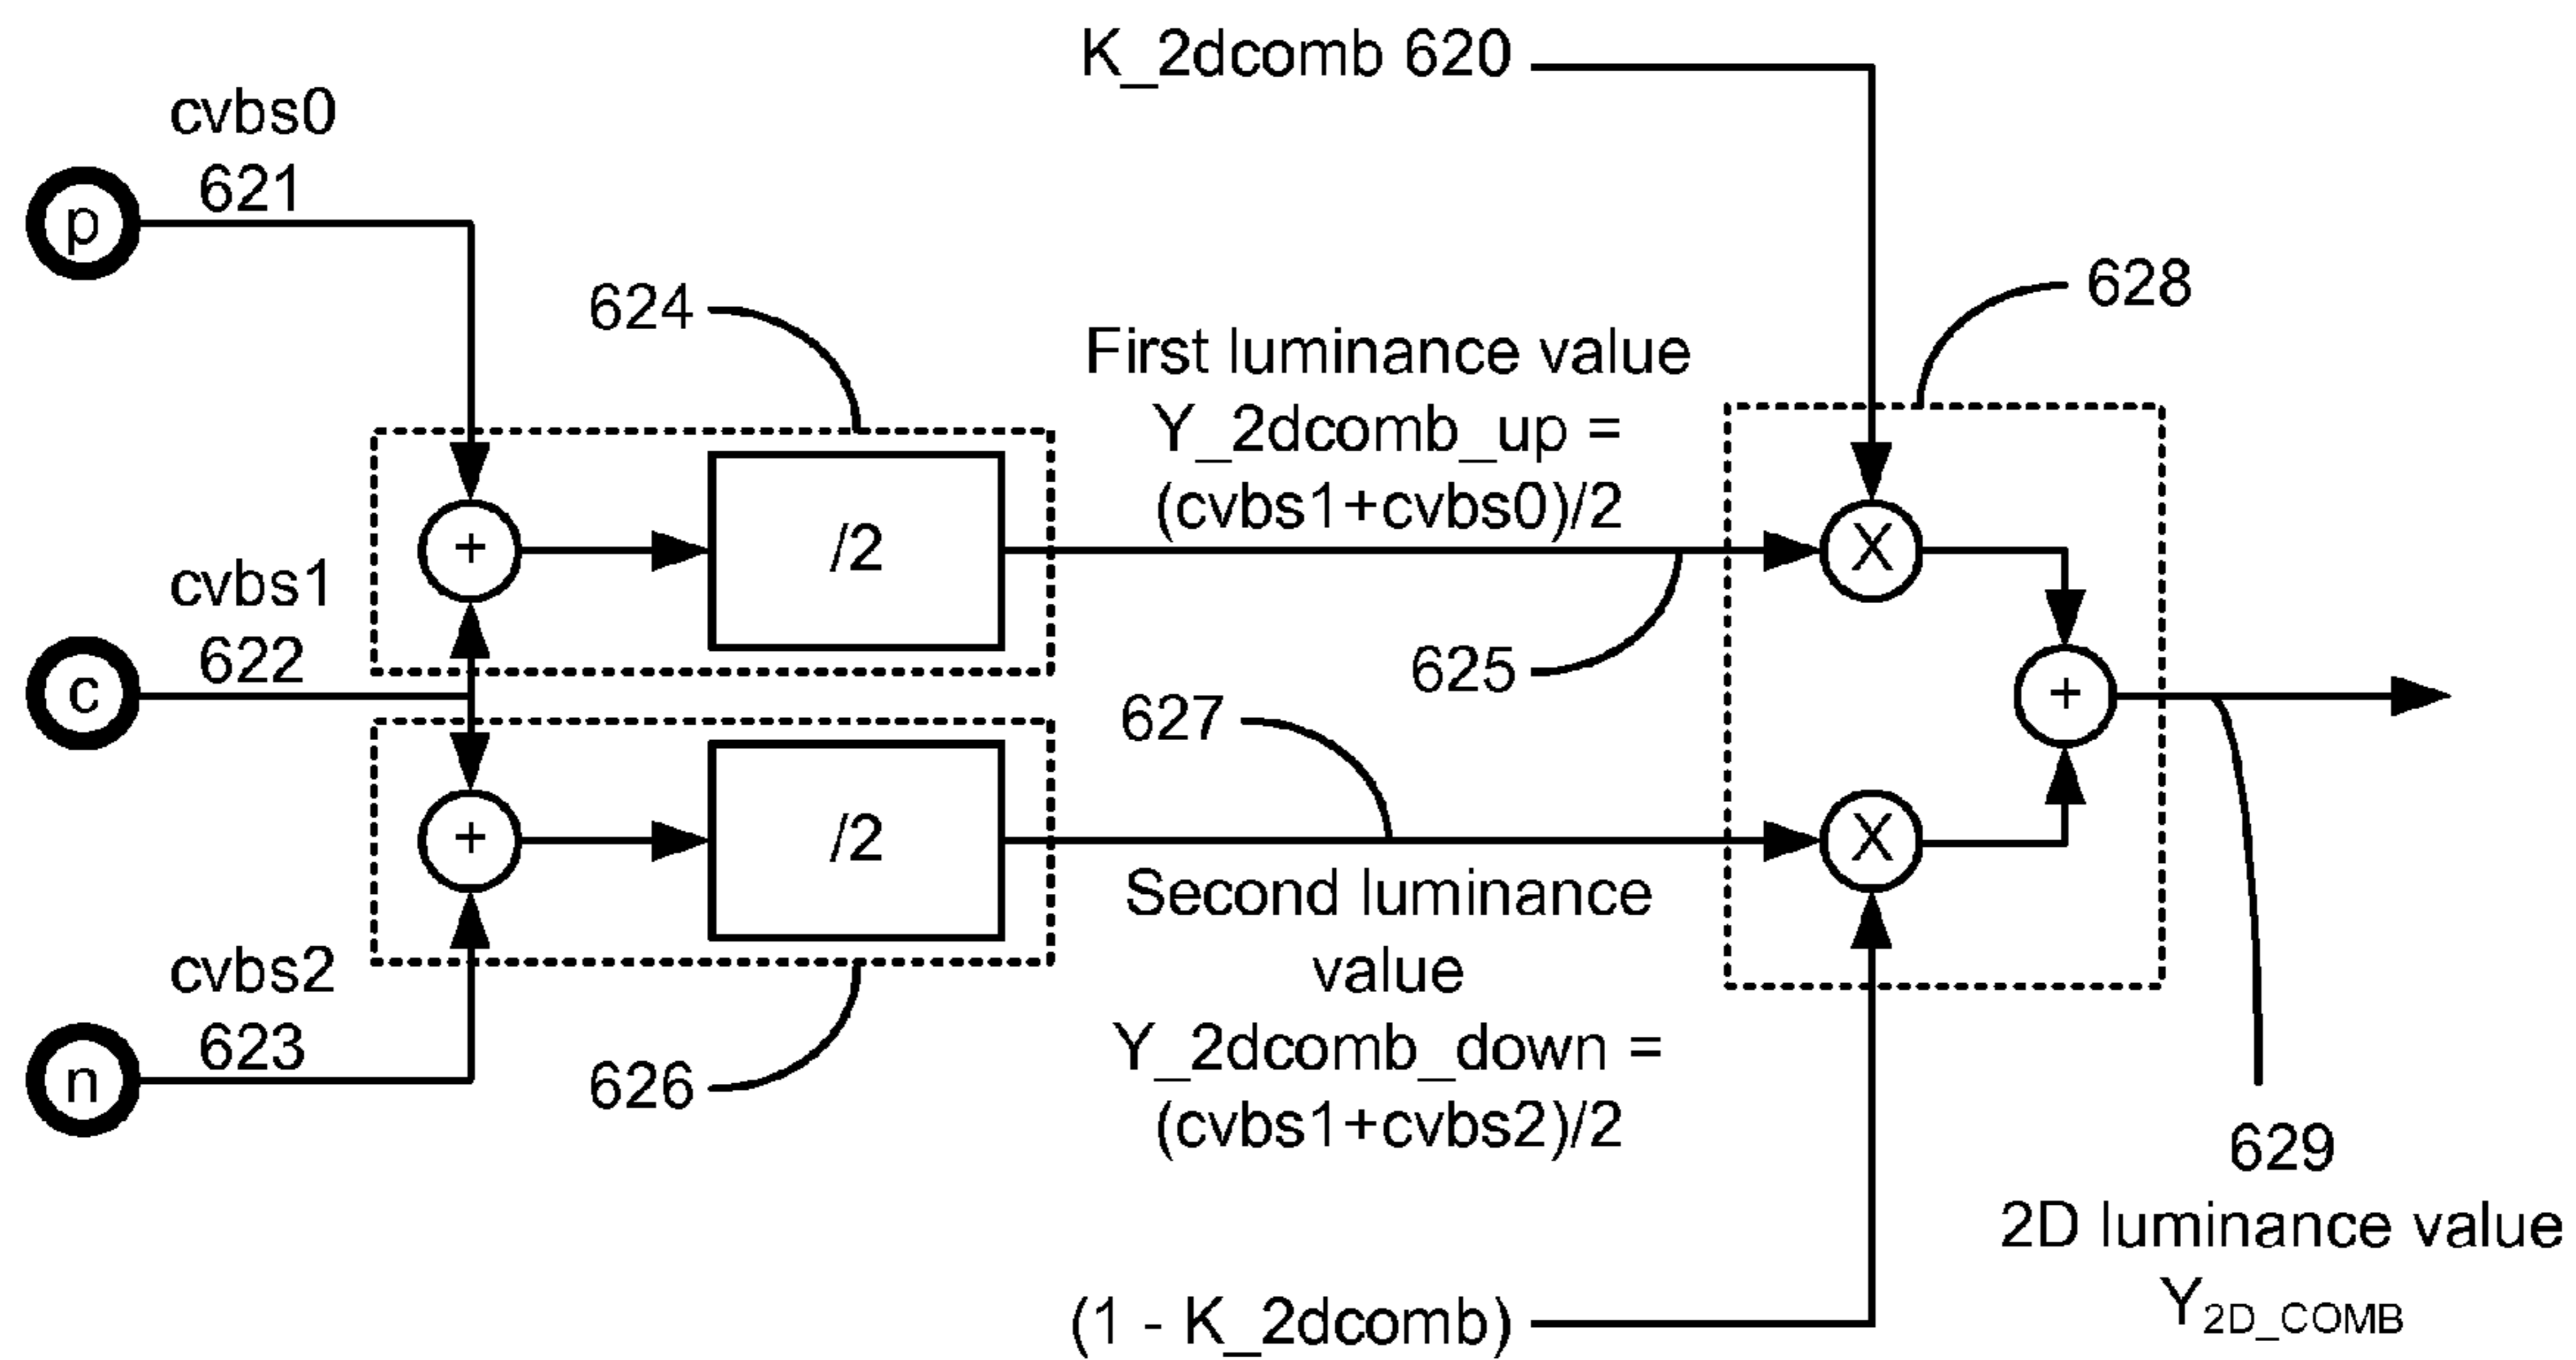 K_2dcomb 620
cvbs0
621
p
624
628
First luminance value
Y_2dcomb_up =
(cvbs1+cvbs0)/2
+
/2
X
cvbs1
622
c
625
+
627
+
/2
X
Second luminance
value
Y_2dcomb_down =
(cvbs1+cvbs2)/2
cvbs2
623
n
626
629
2D luminance value
Y2D_COMB
(1 - K_2dcomb)